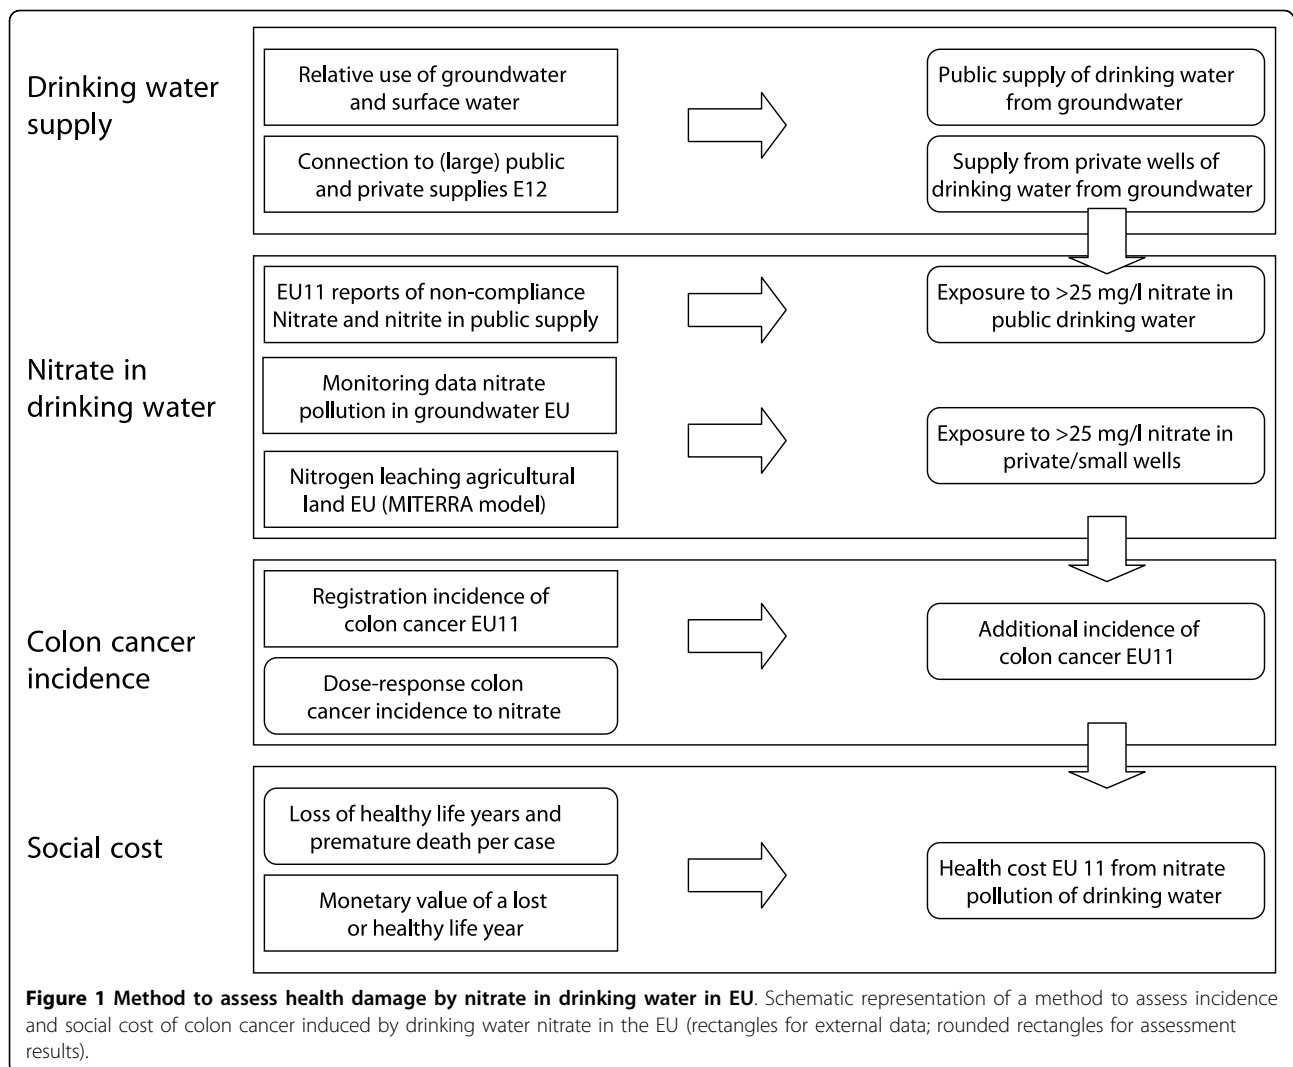 Drinking water
supply
Relative use of groundwater
and surface water
Connection to (large) public
and private supplies E12
Public supply of drinking water
from groundwater
Supply from private wells of
drinking water from groundwater
Nitrate in
drinking water
EU11 reports of non-compliance
Nitrate and nitrite in public supply
Monitoring data nitrate
pollution in groundwater EU
Nitrogen leaching agricultural
land EU (MITERRA model)
Exposure to >25 mg/l nitrate in
public drinking water
Exposure to >25 mg/l nitrate in
private/small wells
Colon cancer
incidence
Registration incidence of
colon cancer EU11
Dose-response colon
cancer incidence to nitrate
Additional incidence of
colon cancer EU11
Social cost
Loss of healthy life years and
premature death per case
Monetary value of a lost
or healthy life year
Health cost EU 11 from nitrate
pollution of drinking water
Figure 1 Method to assess health damage by nitrate in drinking water in EU. Schematic representation of a method to assess incidence
and social cost of colon cancer induced by drinking water nitrate in the EU (rectangles for external data; rounded rectangles for assessment
results).